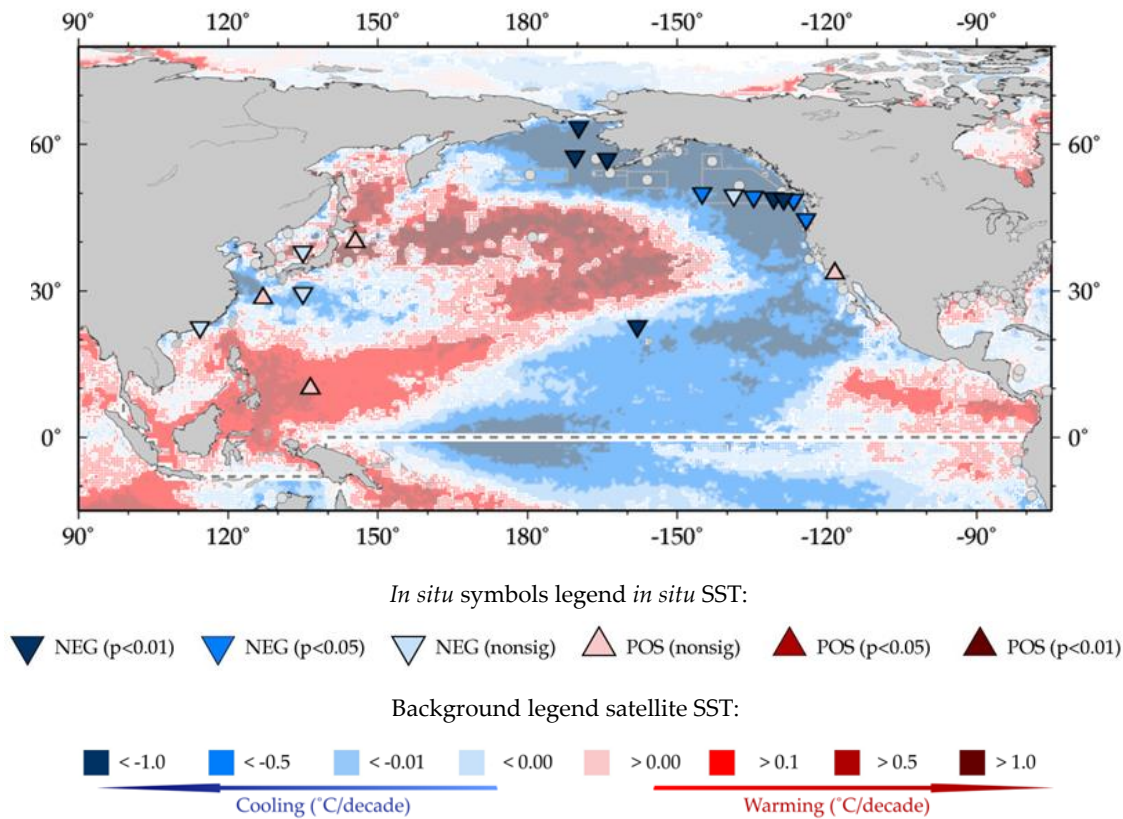 90° 120° 150° 180° -150° -120° -90°
60° 60°
30° 30°
0° 0°
90° 120° 150° 180° -150° -120° -90°
In situ symbols legend in situ SST:
NEG (p<0.01) NEG (p<0.05) NEG (nonsig) POS (nonsig) POS (p<0.05) POS (p<0.01)
Background legend satellite SST:
< -1.0 < -0.5 < -0.01 < 0.00 > 0.00 > 0.1 > 0.5 > 1.0
Cooling (°C/decade) Warming (°C/decade)